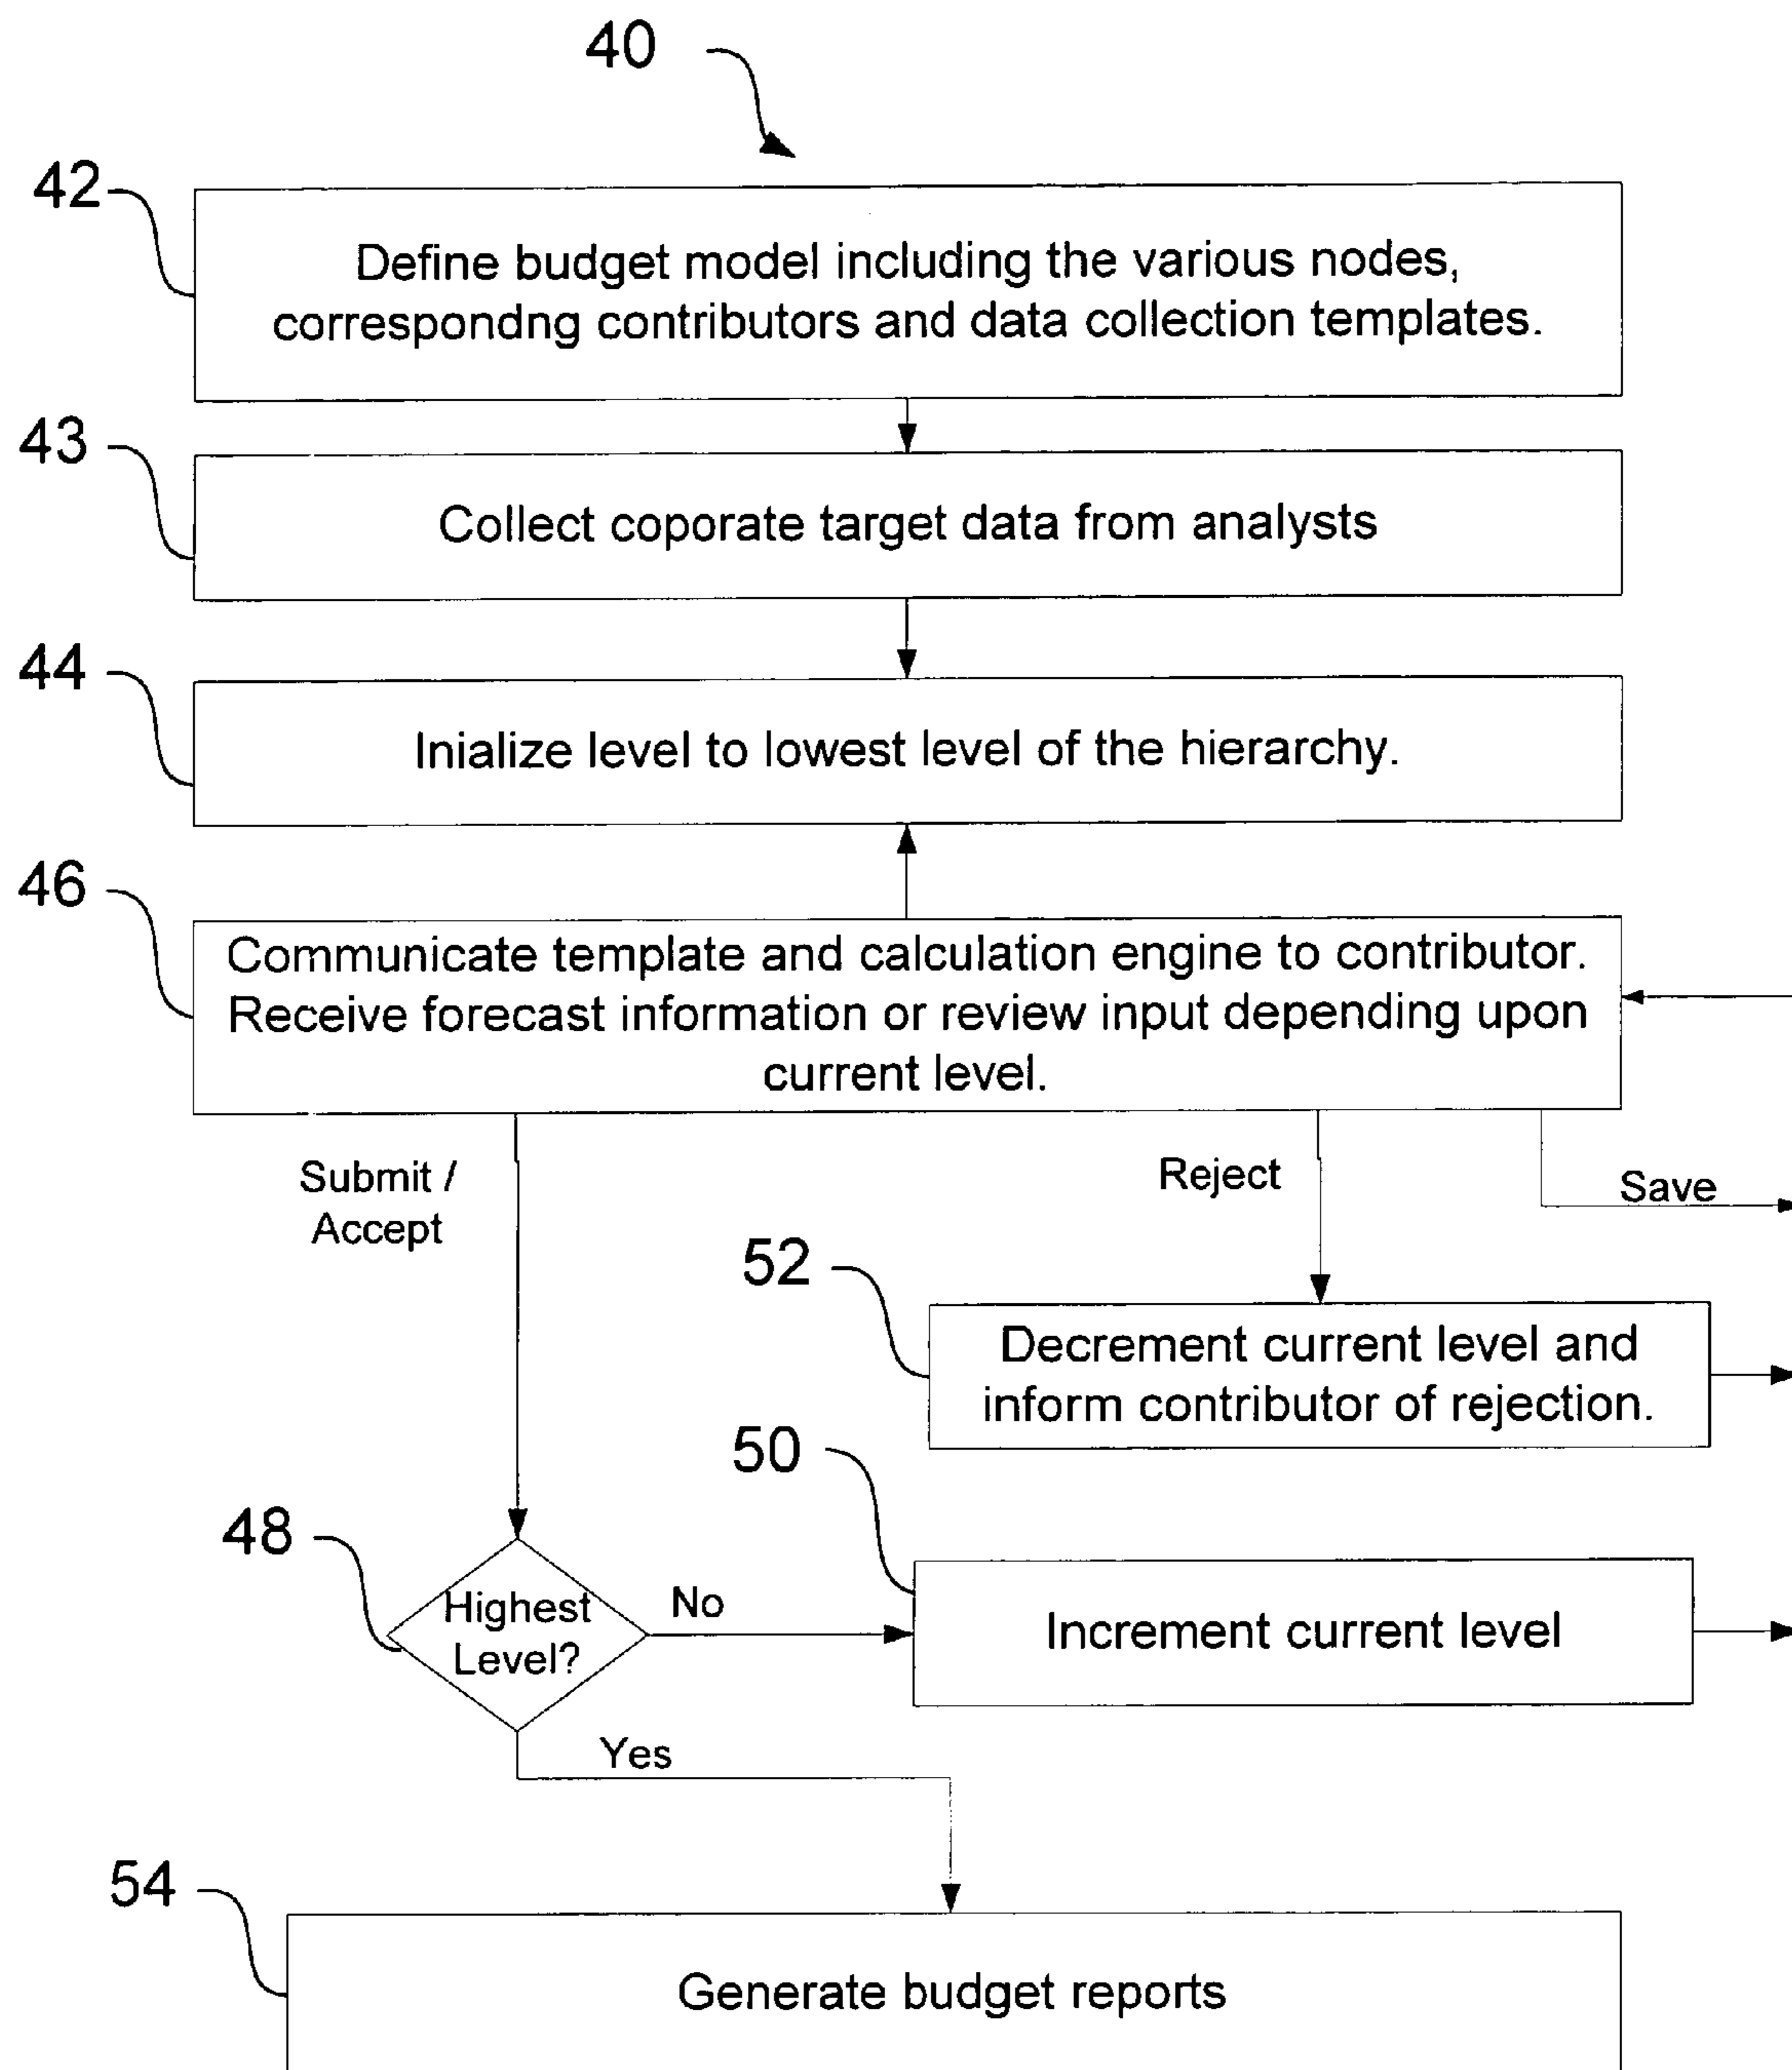 40
42
Define budget model including the various nodes,
correspondng contributors and data collection templates.
43
Collect coporate target data from analysts
44
Inialize level to lowest level of the hierarchy.
46
Communicate template and calculation engine to contributor.
Receive forecast information or review input depending upon
current level.
Submit /
Accept
Reject
Save
52
Decrement current level and
inform contributor of rejection.
50
48
Highest
Level?
No
Increment current level
Yes
54
Generate budget reports